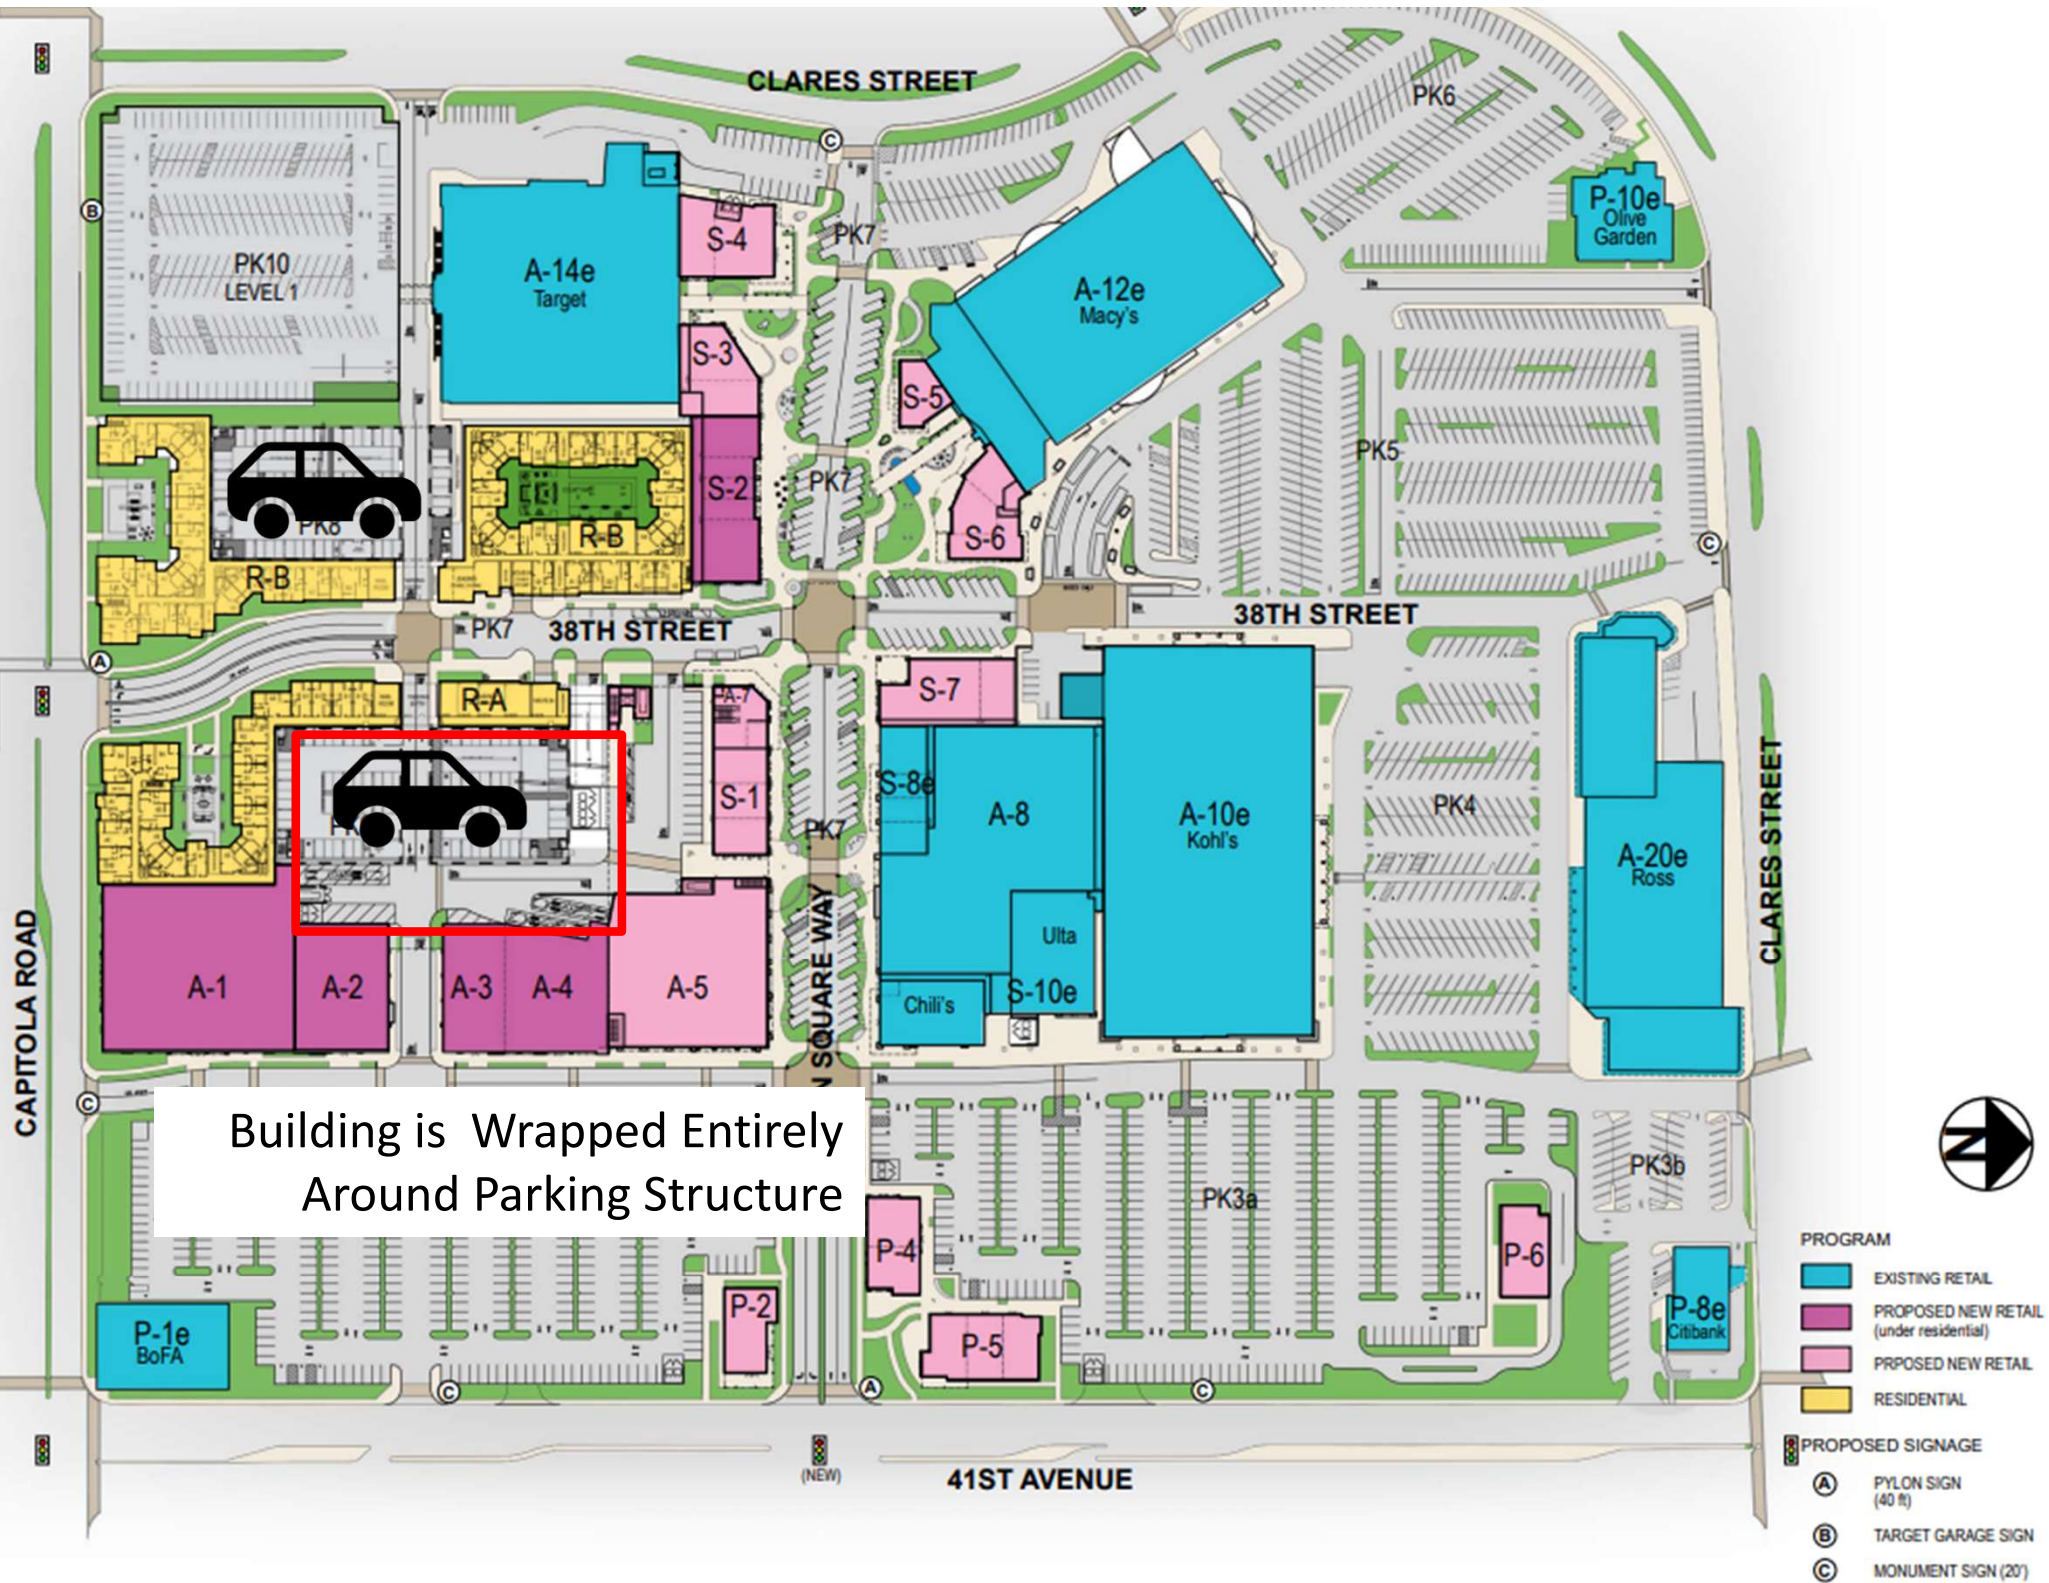 CLARES STREET
PK6
C
P-10e
Olive
Garden
B
S-4
PK7
PK10
LEVEL 1
A-14e
Target
A-12e
Macy's
S-3
S-5
PK5
S-2
PK7
PK8
R-B
S-6
C
R-B
38TH STREET
PK7
38TH STREET
A
R-A
S-7
A-7
S-8e
S-1
A-8
A-10e
Kohl's
PK4
PK7
A-20e
Ross
CLARES STREET
CAPITOLA ROAD
N SQUARE WAY
Ulta
A-1
A-2
A-3
A-4
A-5
S-10e
Chili's
C
Building is  Wrapped Entirely
Around Parking Structure
N
PK3b
PK3a
P-4
P-6
PROGRAM
EXISTING RETAIL
PROPOSED NEW RETAIL
(under residential)
PRPOSED NEW RETAIL
RESIDENTIAL
P-2
P-8e
Citibank
P-1e
BoFA
P-5
C
A
C
PROPOSED SIGNAGE
A PYLON SIGN
(40 ft)
B TARGET GARAGE SIGN
C MONUMENT SIGN (20')
(NEW)
41ST AVENUE